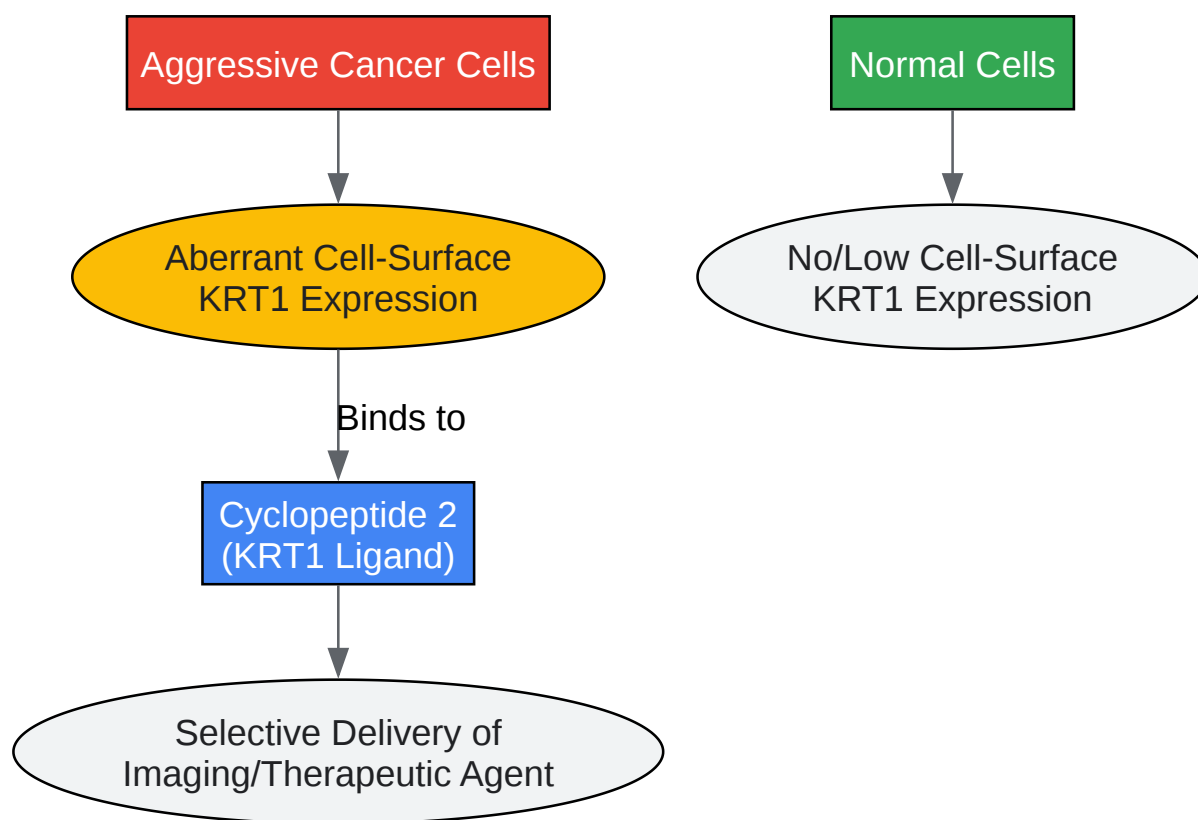 Aggressive Cancer Cells
Normal Cells
Aberrant Cell-Surface
KRT1 Expression
No/Low Cell-Surface
KRT1 Expression
Binds to
Cyclopeptide 2
(KRT1 Ligand)
Selective Delivery of
Imaging/Therapeutic Agent